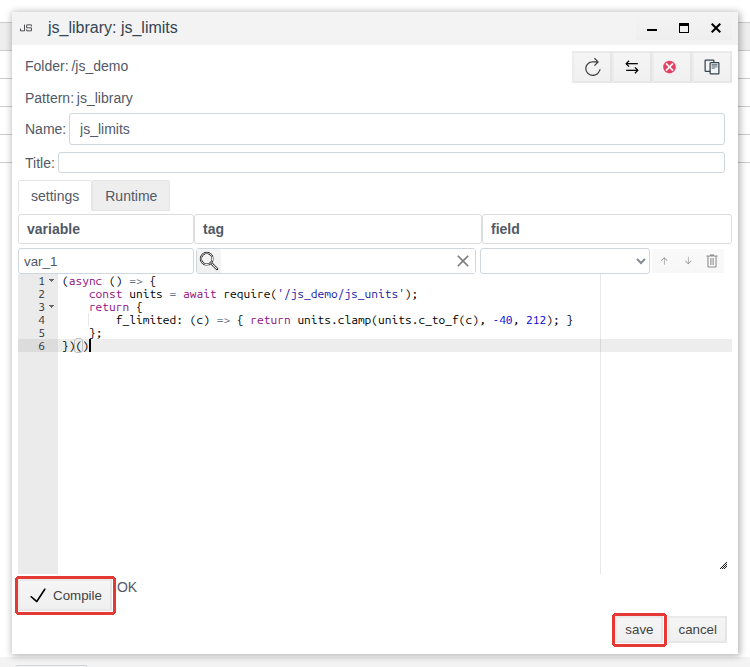 JS js_library: js_limits
Folder: /js_demo
Pattern: js_library
Name: js_limits
Title:
settings Runtime
variable tag field
var_1
1 (async () => {
2 const units = await require('/js_demo/js_units');
3 return {
4 f_limited: (c) => { return units.clamp(units.c_to_f(c), -40, 212); }
5 };
6 })()
Compile OK
save cancel